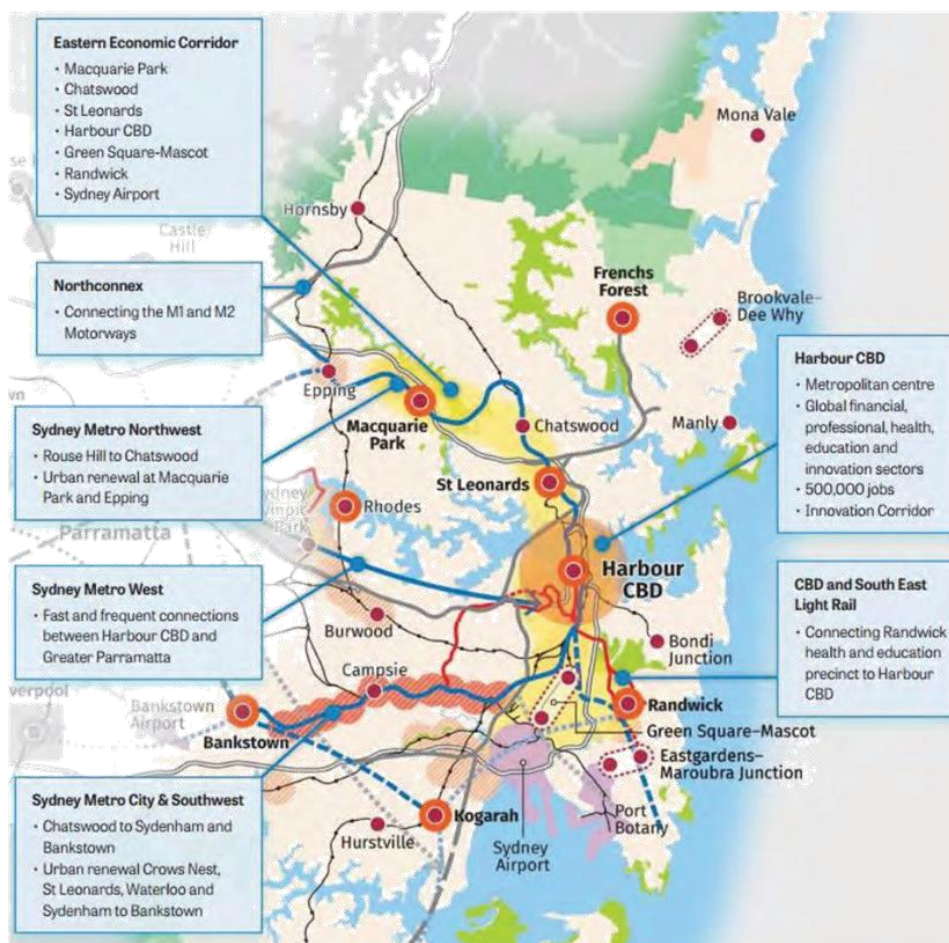 Eastern Economic Corridor
• Macquarie Park
• Chatswood
• St Leonards
• Harbour CBD
• Green Square-Mascot
• Randwick
• Sydney Airport
Mona Vale
Hornsby
Castle
Hill
Northconnex
• Connecting the M1 and M2
Motorways
Frenchs
Forest
Brookvale–
Dee Why
Harbour CBD
• Metropolitan centre
• Global financial,
professional, health,
education and
innovation sectors
• 500,000 jobs
• Innovation Corridor
Epping
Macquarie
Park
Chatswood
Manly
Sydney Metro Northwest
• Rouse Hill to Chatswood
• Urban renewal at Macquarie
Park and Epping
St Leonards
Rhodes
Park
Parramatta
Harbour
CBD
Sydney Metro West
• Fast and frequent connections
between Harbour CBD and
Greater Parramatta
CBD and South East
Light Rail
• Connecting Randwick
health and education
precinct to Harbour
CBD
Burwood
Bondi
Junction
Campsie
Bankstown
Airport
Bankstown
Randwick
Green Square–Mascot
Eastgardens–
Maroubra Junction
Sydney Metro City & Southwest
• Chatswood to Sydenham and
Bankstown
• Urban renewal Crows Nest,
St Leonards, Waterloo and
Sydenham to Bankstown
Kogarah
Hurstville
Sydney
Airport
Port
Botany